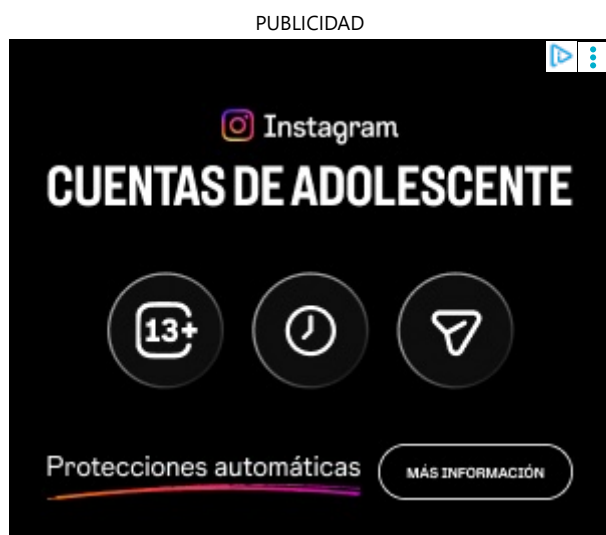 PUBLICIDAD
Instagram
CUENTAS DE ADOLESCENTE
13+
Protecciones automáticas
MÁS INFORMACIÓN